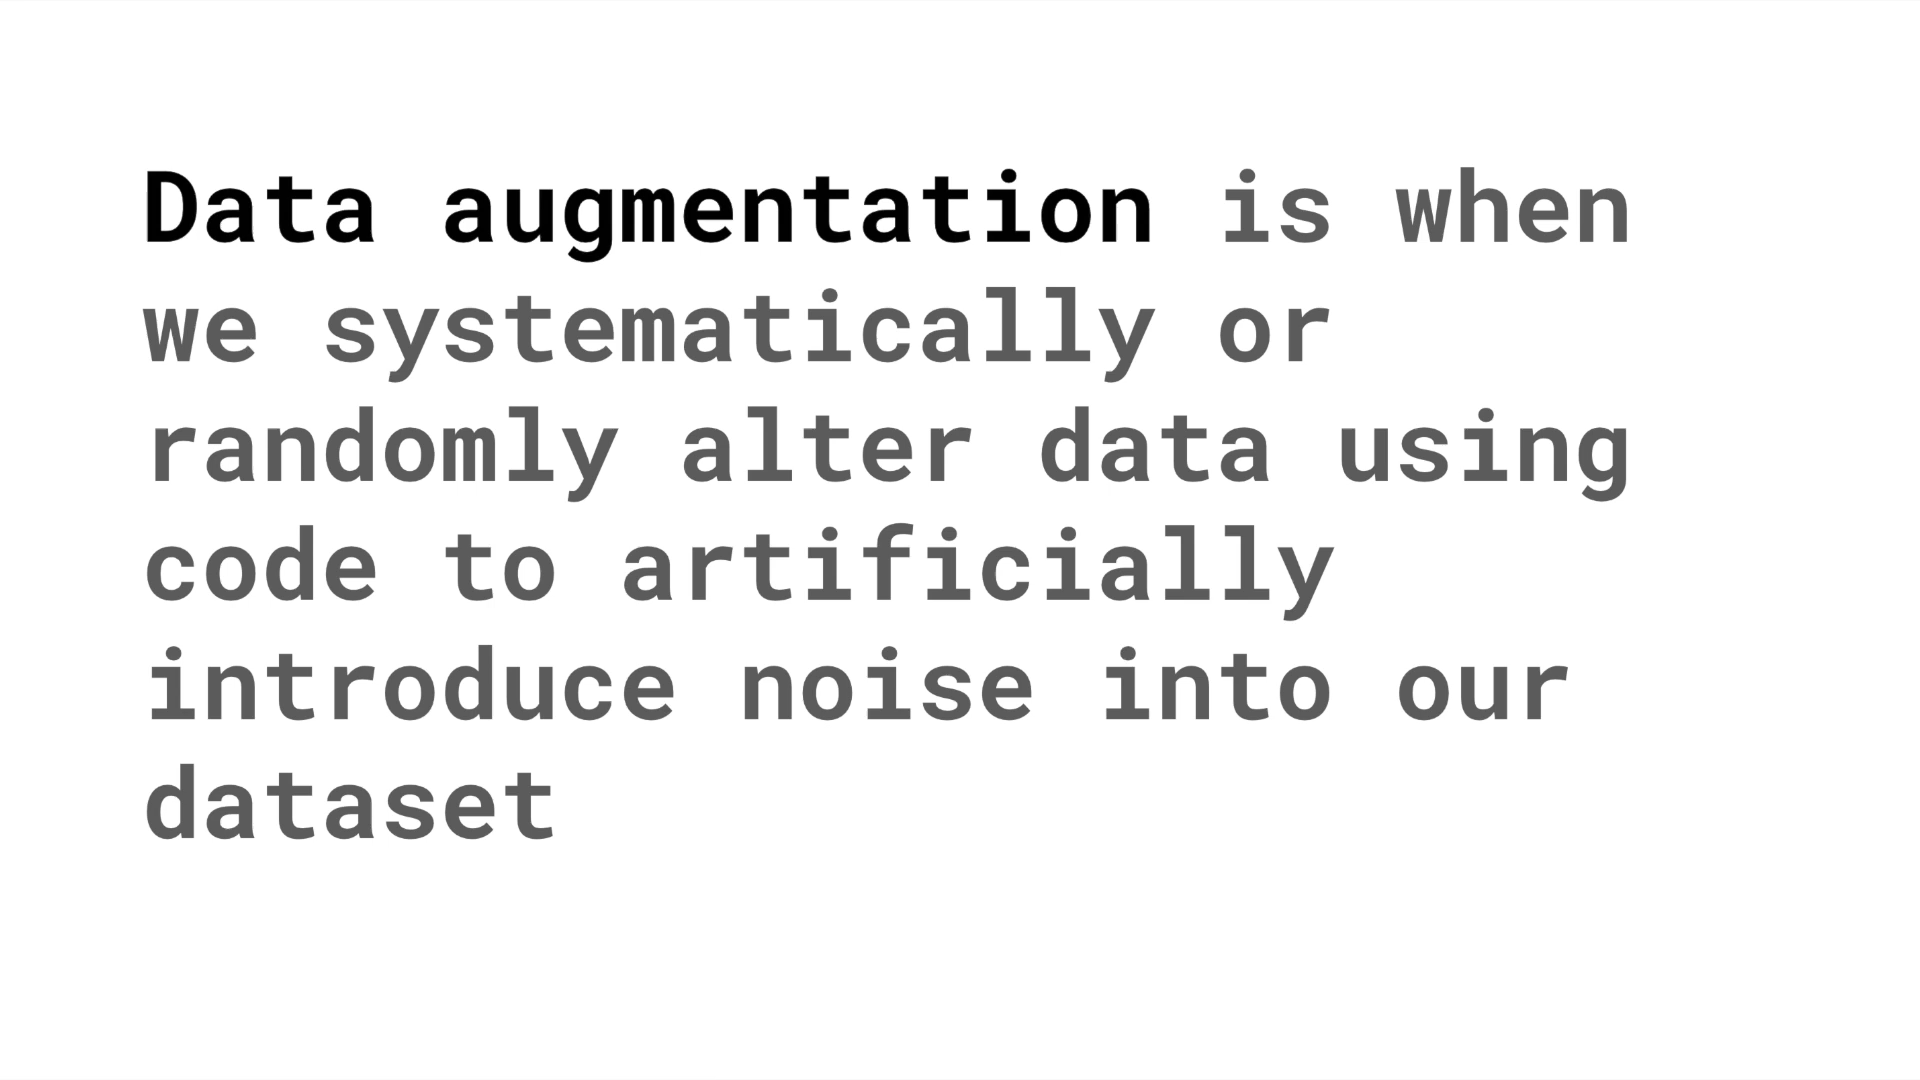 Data augmentation is when
we systematically or
randomly alter data using
code to artificially
introduce noise into our
dataset